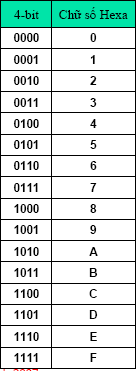 4-bit Chữ số Hexa
0000 0
0001 1
0010 2
0011 3
0100 4
0101 5
0110 6
0111 7
1000 8
1001 9
1010 A
1011 B
1100 C
1101 D
1110 E
1111 F